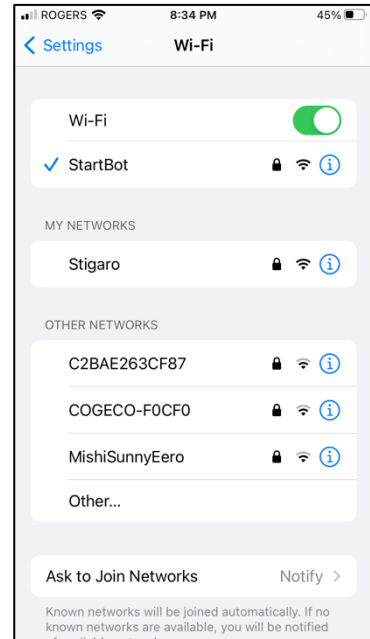 ROGERS 8:34 PM 45%
Settings Wi-Fi
Wi-Fi
StartBot
MY NETWORKS
Stigaro
OTHER NETWORKS
C2BAE263CF87
COGECO-F0CF0
MishiSunnyEero
Other...
Ask to Join Networks Notify
Known networks will be joined automatically. If no
known networks are available, you will be notified